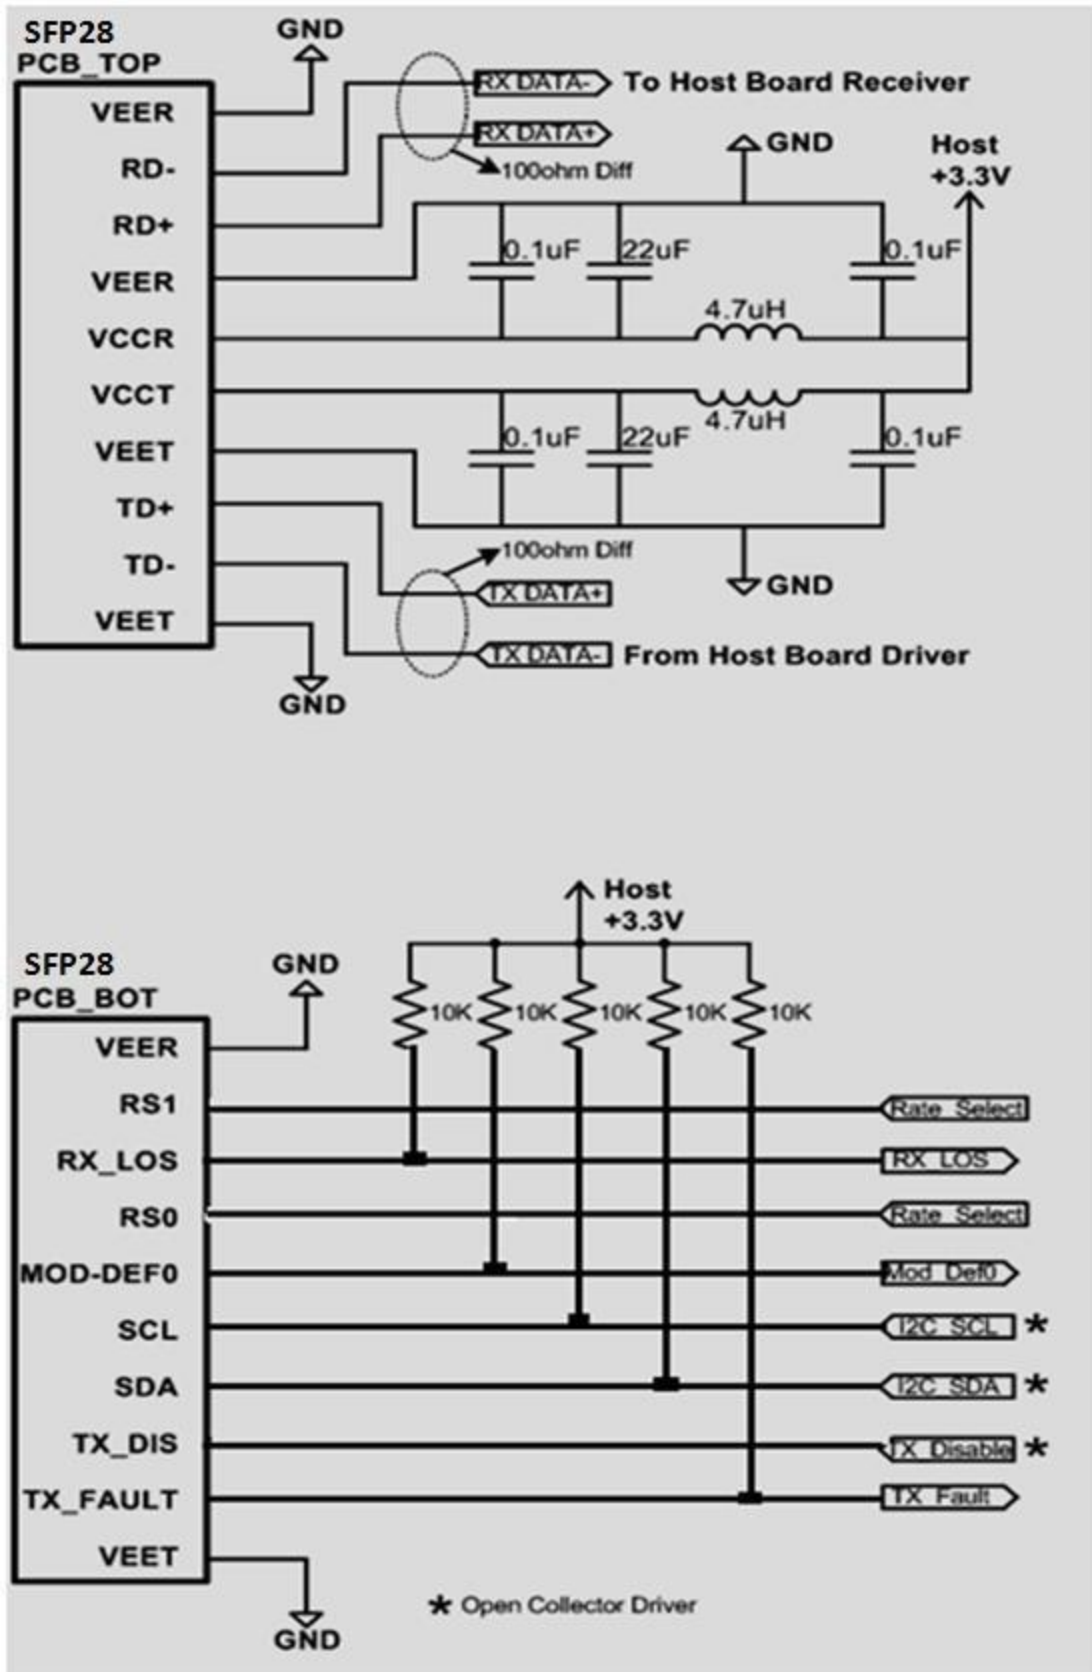 SFP28
PCB_TOP
GND
VEER
RD-
RD+
VEER
VCCR
VCCT
VEET
TD+
TD-
VEET
GND
RX DATA-
To Host Board Receiver
RX DATA+
100ohm Diff
GND
Host
+3.3V
0.1uF
22uF
0.1uF
4.7uH
4.7uH
0.1uF
22uF
0.1uF
100ohm Diff
GND
TX DATA+
TX DATA-
From Host Board Driver
Host
+3.3V
SFP28
PCB_BOT
GND
10K
10K
10K
10K
10K
VEER
RS1
Rate Select
RX_LOS
RX LOS
RS0
Rate Select
MOD-DEF0
Mod Def0
SCL
I2C SCL *
SDA
I2C SDA *
TX_DIS
TX Disable *
TX_FAULT
TX Fault
VEET
GND
* Open Collector Driver